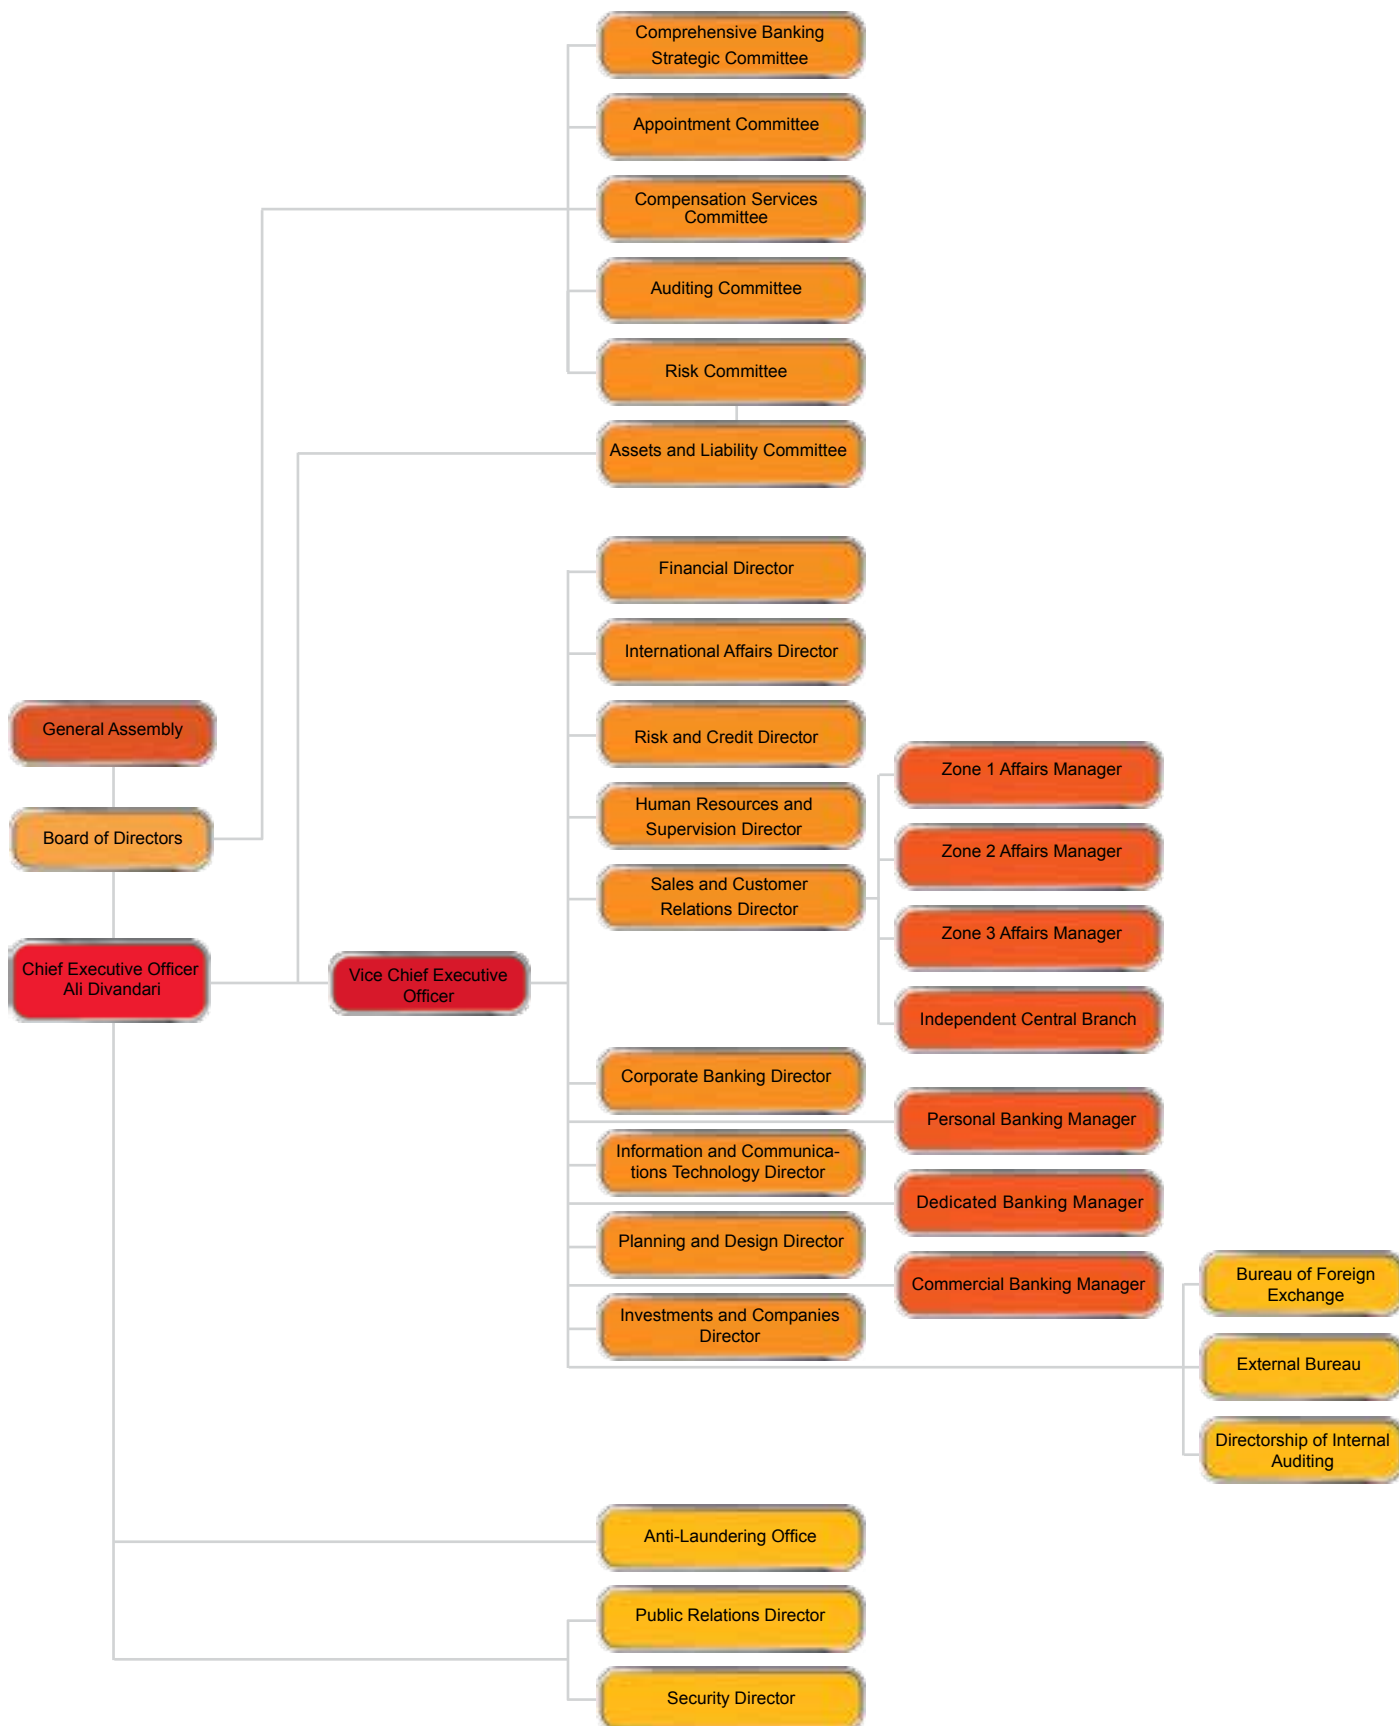 Comprehensive Banking
Strategic Committee
Appointment Committee
Compensation Services
Committee
Auditing Committee
Risk Committee
Assets and Liability Committee
Financial Director
International Affairs Director
General Assembly
Risk and Credit Director
Zone 1 Affairs Manager
Board of Directors
Human Resources and
Supervision Director
Zone 2 Affairs Manager
Sales and Customer
Relations Director
Zone 3 Affairs Manager
Chief Executive Officer
Ali Divandari
Vice Chief Executive
Officer
Independent Central Branch
Corporate Banking Director
Personal Banking Manager
Information and Communica-
tions Technology Director
Dedicated Banking Manager
Planning and Design Director
Commercial Banking Manager
Bureau of Foreign
Exchange
Investments and Companies
Director
External Bureau
Directorship of Internal
Auditing
Anti-Laundering Office
Public Relations Director
Security Director